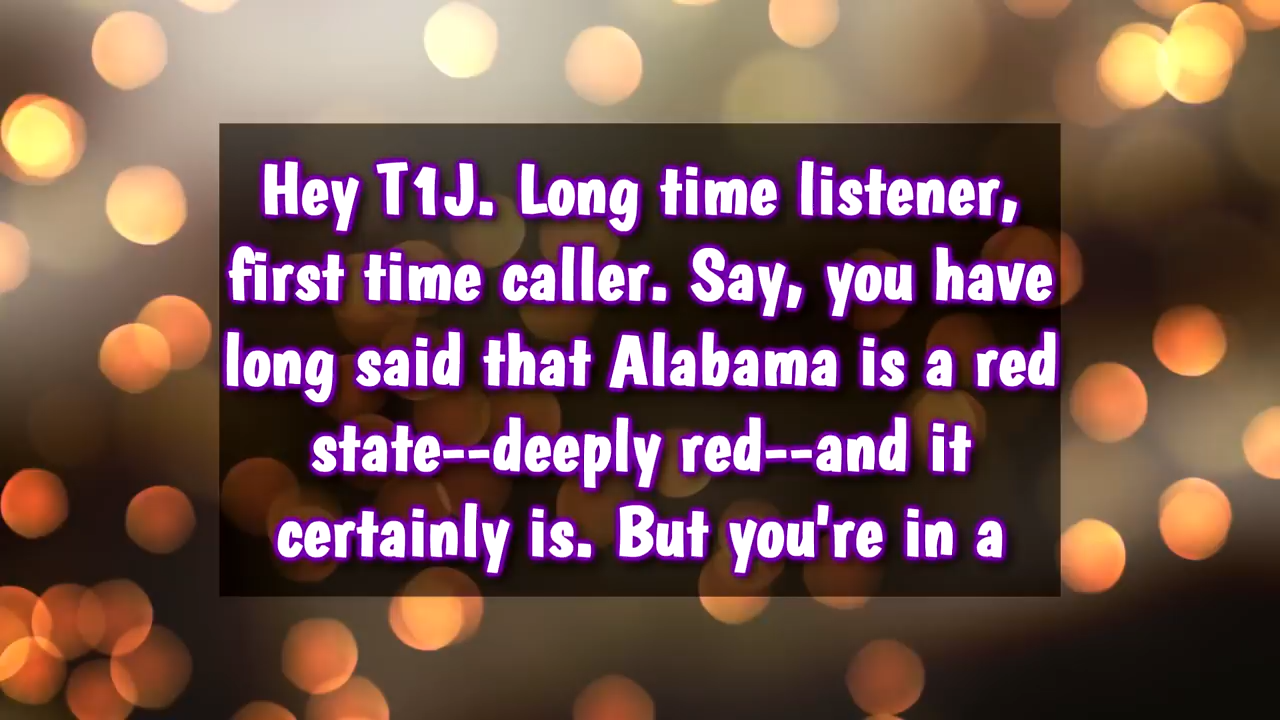 Hey T1J. Long time listener,
first time caller. Say, you have
long said that Alabama is a red
state--deeply red--and it
certainly is. But you're in a